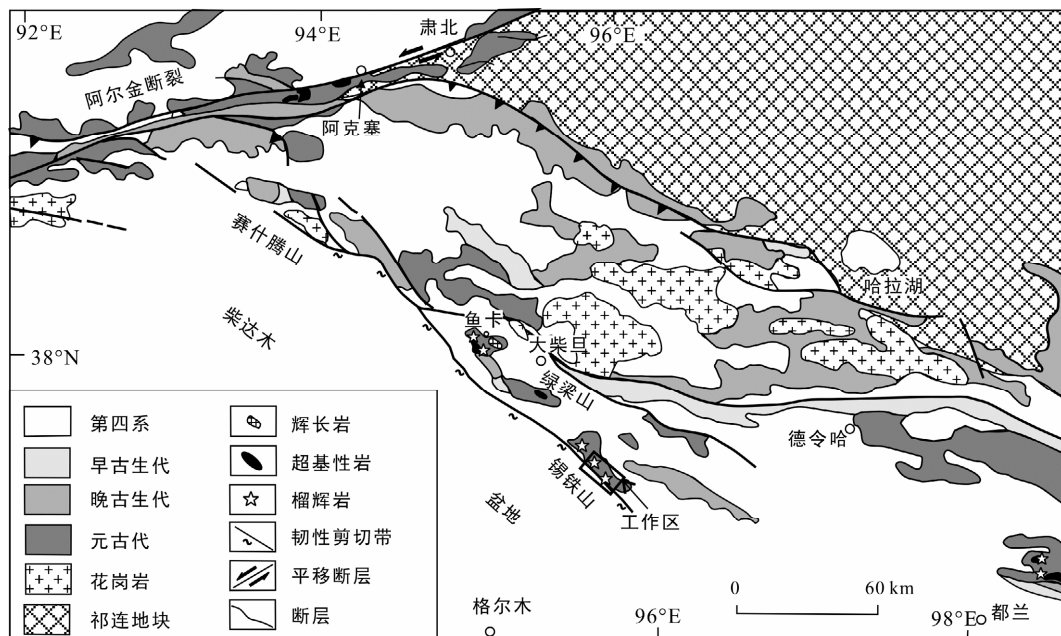 92°E
94°E
肃北
96°E
阿尔金断裂
阿克塞
赛什腾山
哈拉湖
柴达木
鱼卡
大柴旦
38°N
绿梁山
德令哈
锡铁山
盆地
工作区
第四系
辉长岩
早古生代
超基性岩
晚古生代
榴辉岩
元古代
韧性剪切带
花岗岩
平移断层
祁连地块
断层
0
60 km
格尔木
96°E
98°E
都兰